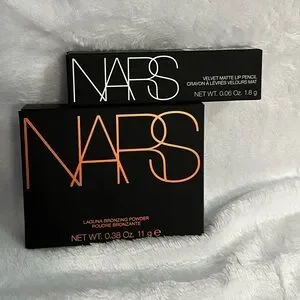 NARS
VELVET MATTE LIP PENCIL
CRAYON À LÈVRES VELOURS MAT
NET WT. 0.06 OZ. 1.8 g
NARS
LAGUNA BRONZING POWDER
POUDRE BRONZANTE
NET WT. 0.38 OZ. 11 g ℮